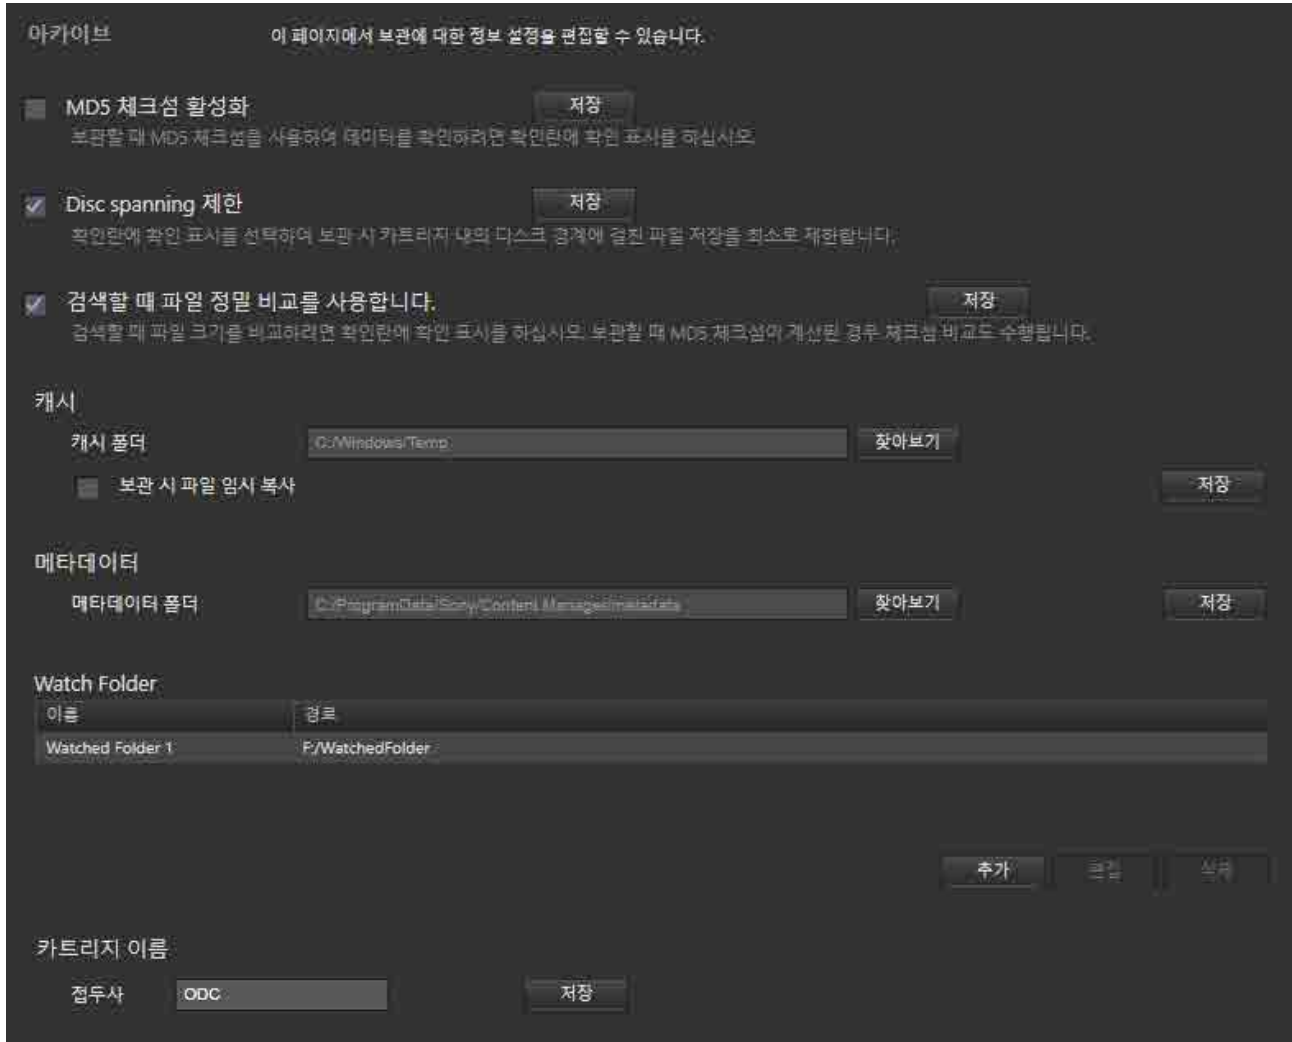 아카이브 이 페이지에서 보관에 대한 정보 설정을 편집할 수 있습니다.
MD5 체크섬 활성화 저장
보관할 때 MD5 체크섬을 사용하여 데이터를 확인하려면 확인란에 확인 표시를 하십시오.
Disc spanning 제한 저장
확인란에 확인 표시를 선택하여 보관 시 카트리지 내의 디스크 경계에 걸친 파일 저장을 최소로 제한합니다.
검색할 때 파일 정밀 비교를 사용합니다. 저장
검색할 때 파일 크기를 비교하려면 확인란에 확인 표시를 하십시오. 보관할 때 MD5 체크섬이 계산된 경우 체크섬 비교도 수행됩니다.
캐시
캐시 폴더 C:/Windows/Temp 찾아보기
보관 시 파일 임시 복사 저장
메타데이터
메타데이터 폴더 C:/ProgramData/Sony/Content Manager/metadata 찾아보기 저장
Watch Folder
이름 경로
Watched Folder 1 F:/WatchedFolder
추가 편집 삭제
카트리지 이름
접두사 ODC 저장